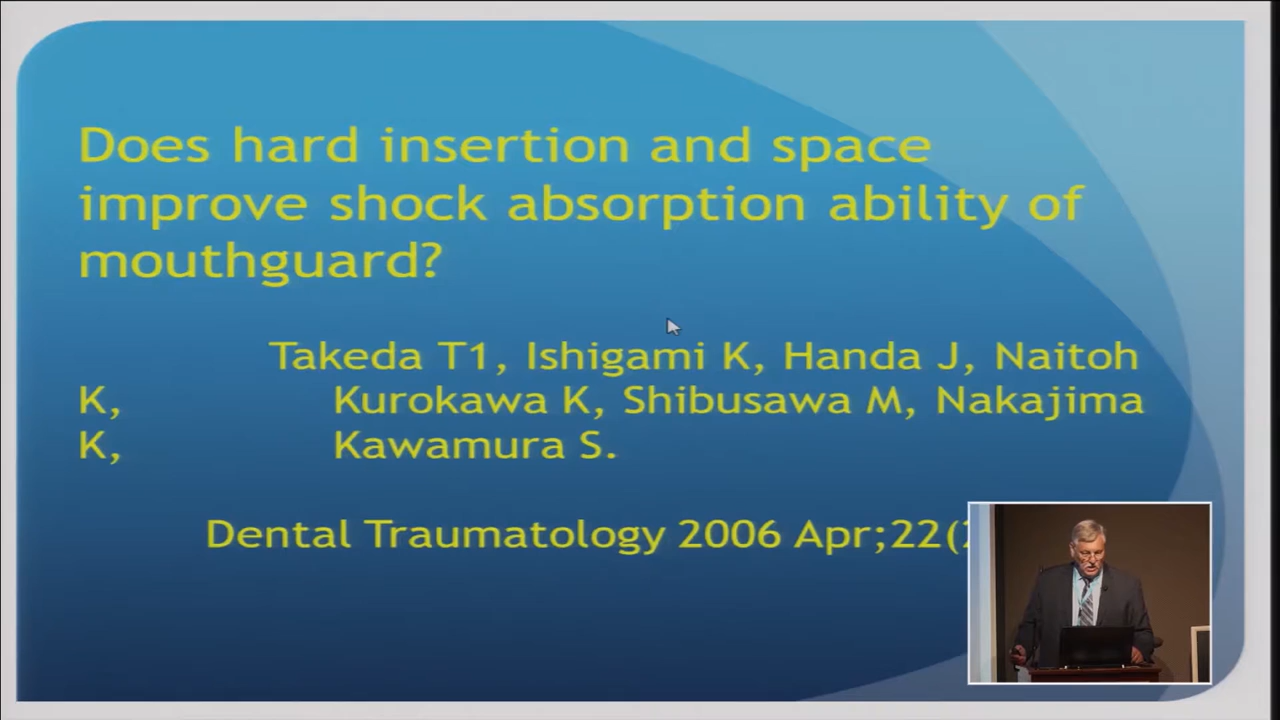 Does hard insertion and space
improve shock absorption ability of
mouthguard?
Takeda T1, Ishigami K, Handa J, Naitoh
K, Kurokawa K, Shibusawa M, Nakajima
K, Kawamura S.
Dental Traumatology 2006 Apr;22(